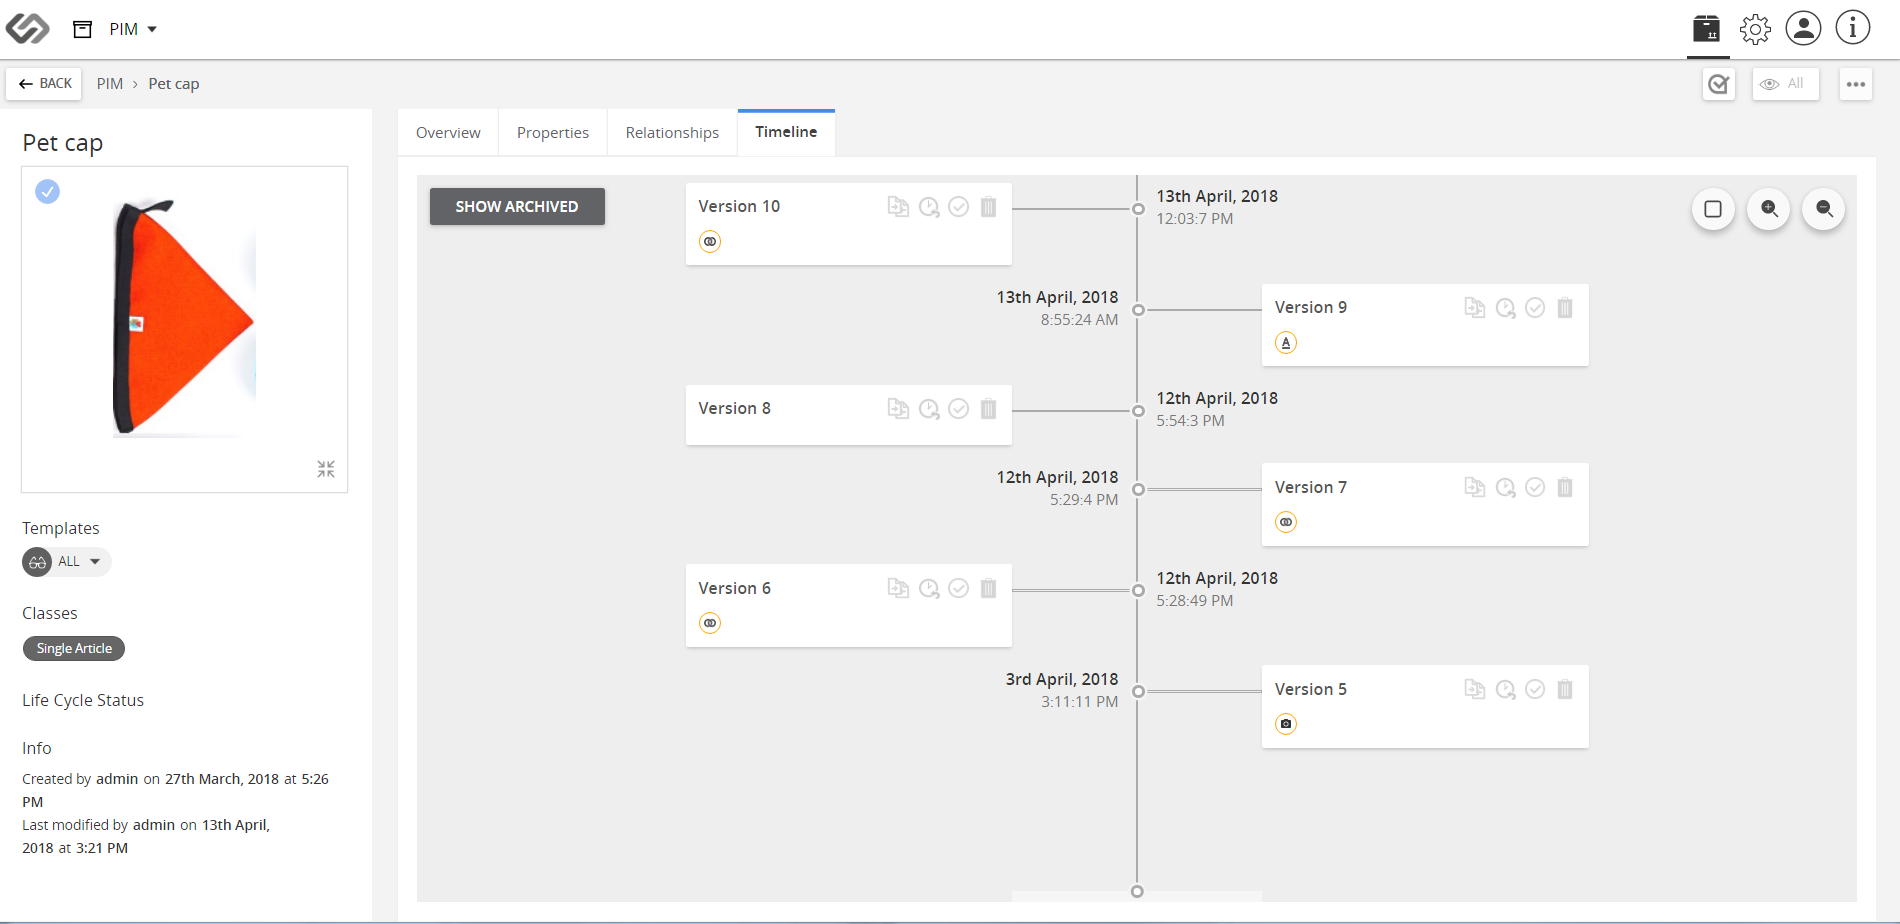 PIM
BACK
PIM › Pet cap
All
Pet cap
Overview
Properties
Relationships
Timeline
SHOW ARCHIVED
Version 10
13th April, 2018
12:03:7 PM
13th April, 2018
8:55:24 AM
Version 9
A
Version 8
12th April, 2018
5:54:3 PM
12th April, 2018
5:29:4 PM
Version 7
Version 6
12th April, 2018
5:28:49 PM
3rd April, 2018
3:11:11 PM
Version 5
Templates
ALL
Classes
Single Article
Life Cycle Status
Info
Created by admin on 27th March, 2018 at 5:26
PM
Last modified by admin on 13th April,
2018 at 3:21 PM